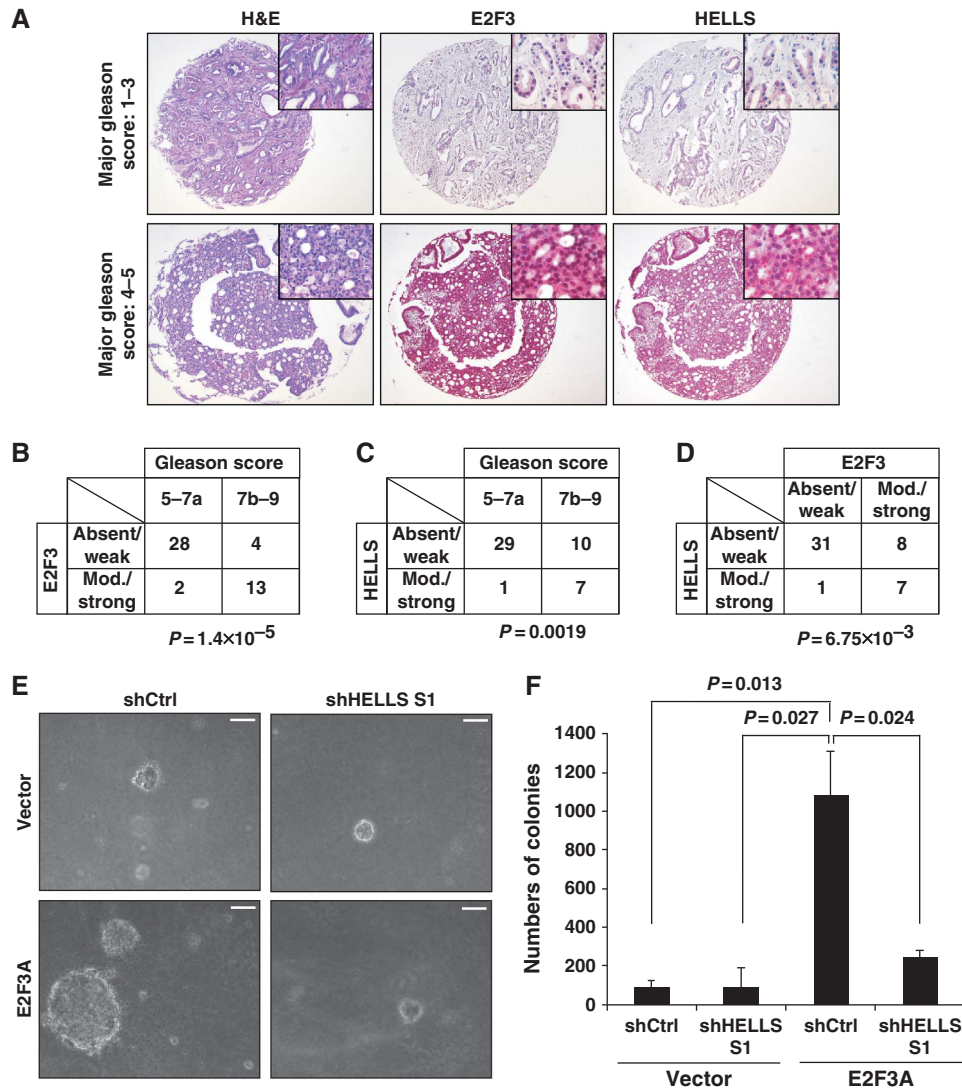 A
H&E
E2F3
HELLS
Major gleason
score: 1–3
Major gleason
score: 4–5
B
Gleason score
5–7a 7b–9
E2F3
Absent/
weak
28 4
Mod./
strong
2 13
P=1.4×10–5
C
Gleason score
5–7a 7b–9
HELLS
Absent/
weak
29 10
Mod./
strong
1 7
P=0.0019
D
E2F3
Absent/
weak
Mod./
strong
HELLS
Absent/
weak
31 8
Mod./
strong
1 7
P=6.75×10–3
E
shCtrl
shHELLS S1
Vector
E2F3A
F
P=0.013
P=0.027
P=0.024
Numbers of colonies
1400
1200
1000
800
600
400
200
0
shCtrl
shHELLS
S1
shCtrl
shHELLS
S1
Vector
E2F3A